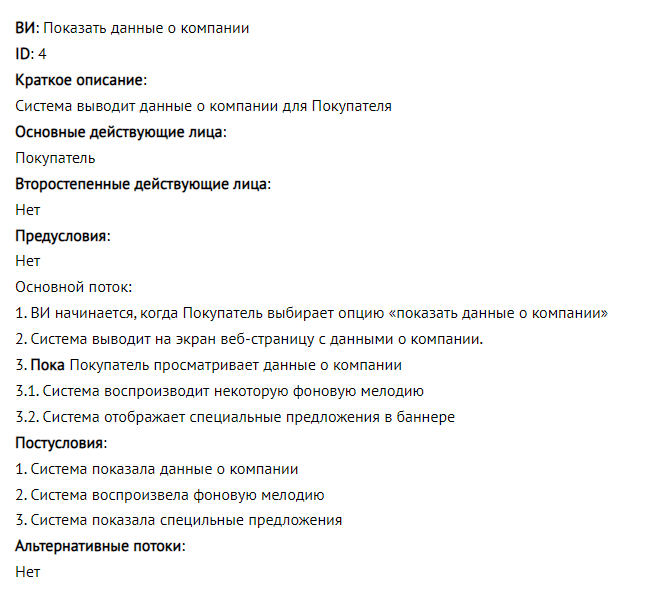 ВИ: Показать данные о компании
ID: 4
Краткое описание:
Система выводит данные о компании для Покупателя
Основные действующие лица:
Покупатель
Второстепенные действующие лица:
Нет
Предусловия:
Нет
Основной поток:
1. ВИ начинается, когда Покупатель выбирает опцию «показать данные о компании»
2. Система выводит на экран веб-страницу с данными о компании.
3. Пока Покупатель просматривает данные о компании
3.1. Система воспроизводит некоторую фоновую мелодию
3.2. Система отображает специальные предложения в баннере
Постусловия:
1. Система показала данные о компании
2. Система воспроизвела фоновую мелодию
3. Система показала специльные предложения
Альтернативные потоки:
Нет